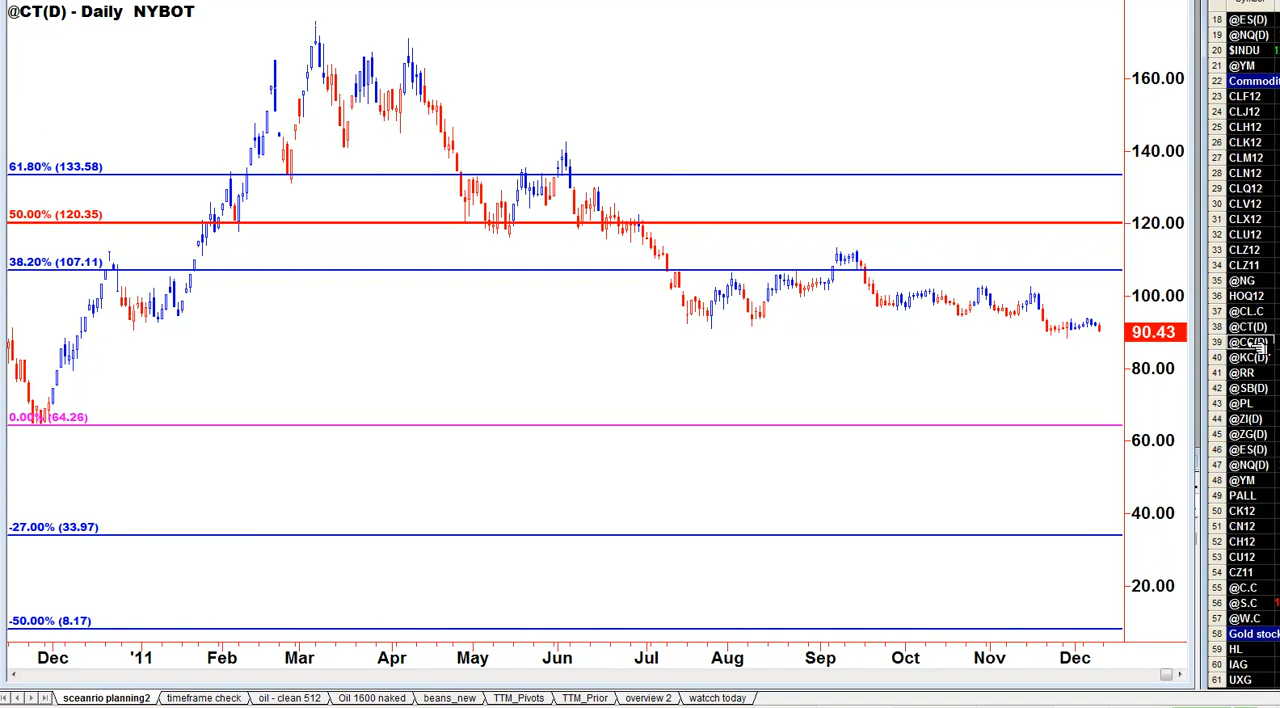 @CT(D) - Daily NYBOT
61.80% (133.58)
50.00% (120.35)
38.20% (107.11)
0.00% (64.26)
-27.00% (33.97)
-50.00% (8.17)
160.00
140.00
120.00
100.00
90.43
80.00
60.00
40.00
20.00
Dec '11 Feb Mar Apr May Jun Jul Aug Sep Oct Nov Dec
sceanrio planning2 timeframe check oil - clean 512 Oil 1600 naked beans_new TTM_Pivots TTM_Prior overview 2 watch today
18 @ES(D)
19 @NQ(D)
20 $INDU 1
21 @YM
22 Commodit
23 CLF12
24 CLJ12
25 CLH12
26 CLK12
27 CLM12
28 CLN12
29 CLQ12
30 CLV12
31 CLX12
32 CLU12
33 CLZ12
34 CLZ11
35 @NG
36 HOQ12
37 @CL.C
38 @CT(D)
39 @CC(D)
40 @KC(D)
41 @RR
42 @SB(D)
43 @PL
44 @ZI(D)
45 @ZG(D)
46 @ES(D)
47 @NQ(D)
48 @YM
49 PALL
50 CK12
51 CN12
52 CH12
53 CU12
54 CZ11
55 @C.C
56 @S.C 1
57 @W.C
58 Gold stock
59 HL
60 IAG
61 UXG